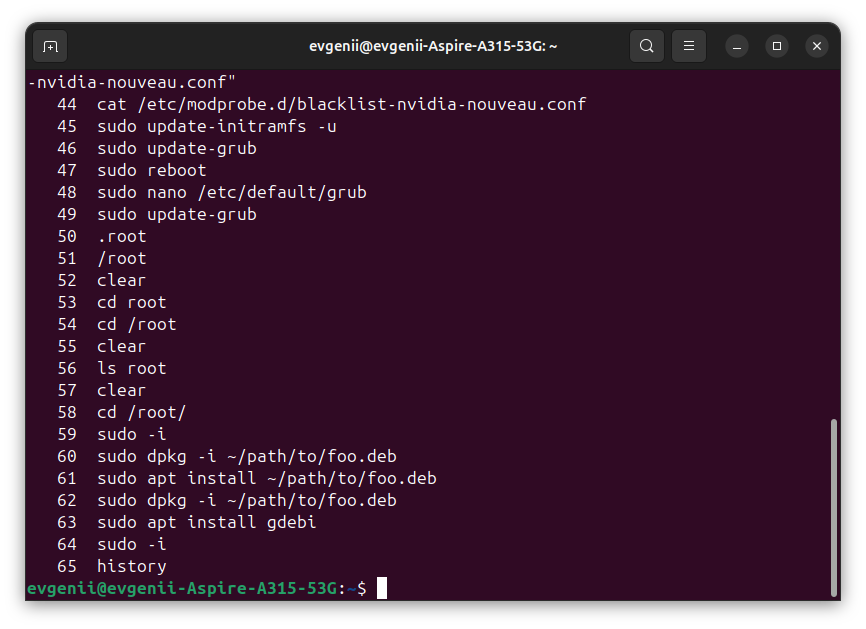 evgenii@evgenii-Aspire-A315-53G: ~
-nvidia-nouveau.conf"
44 cat /etc/modprobe.d/blacklist-nvidia-nouveau.conf
45 sudo update-initramfs -u
46 sudo update-grub
47 sudo reboot
48 sudo nano /etc/default/grub
49 sudo update-grub
50 .root
51 /root
52 clear
53 cd root
54 cd /root
55 clear
56 ls root
57 clear
58 cd /root/
59 sudo -i
60 sudo dpkg -i ~/path/to/foo.deb
61 sudo apt install ~/path/to/foo.deb
62 sudo dpkg -i ~/path/to/foo.deb
63 sudo apt install gdebi
64 sudo -i
65 history
evgenii@evgenii-Aspire-A315-53G:~$